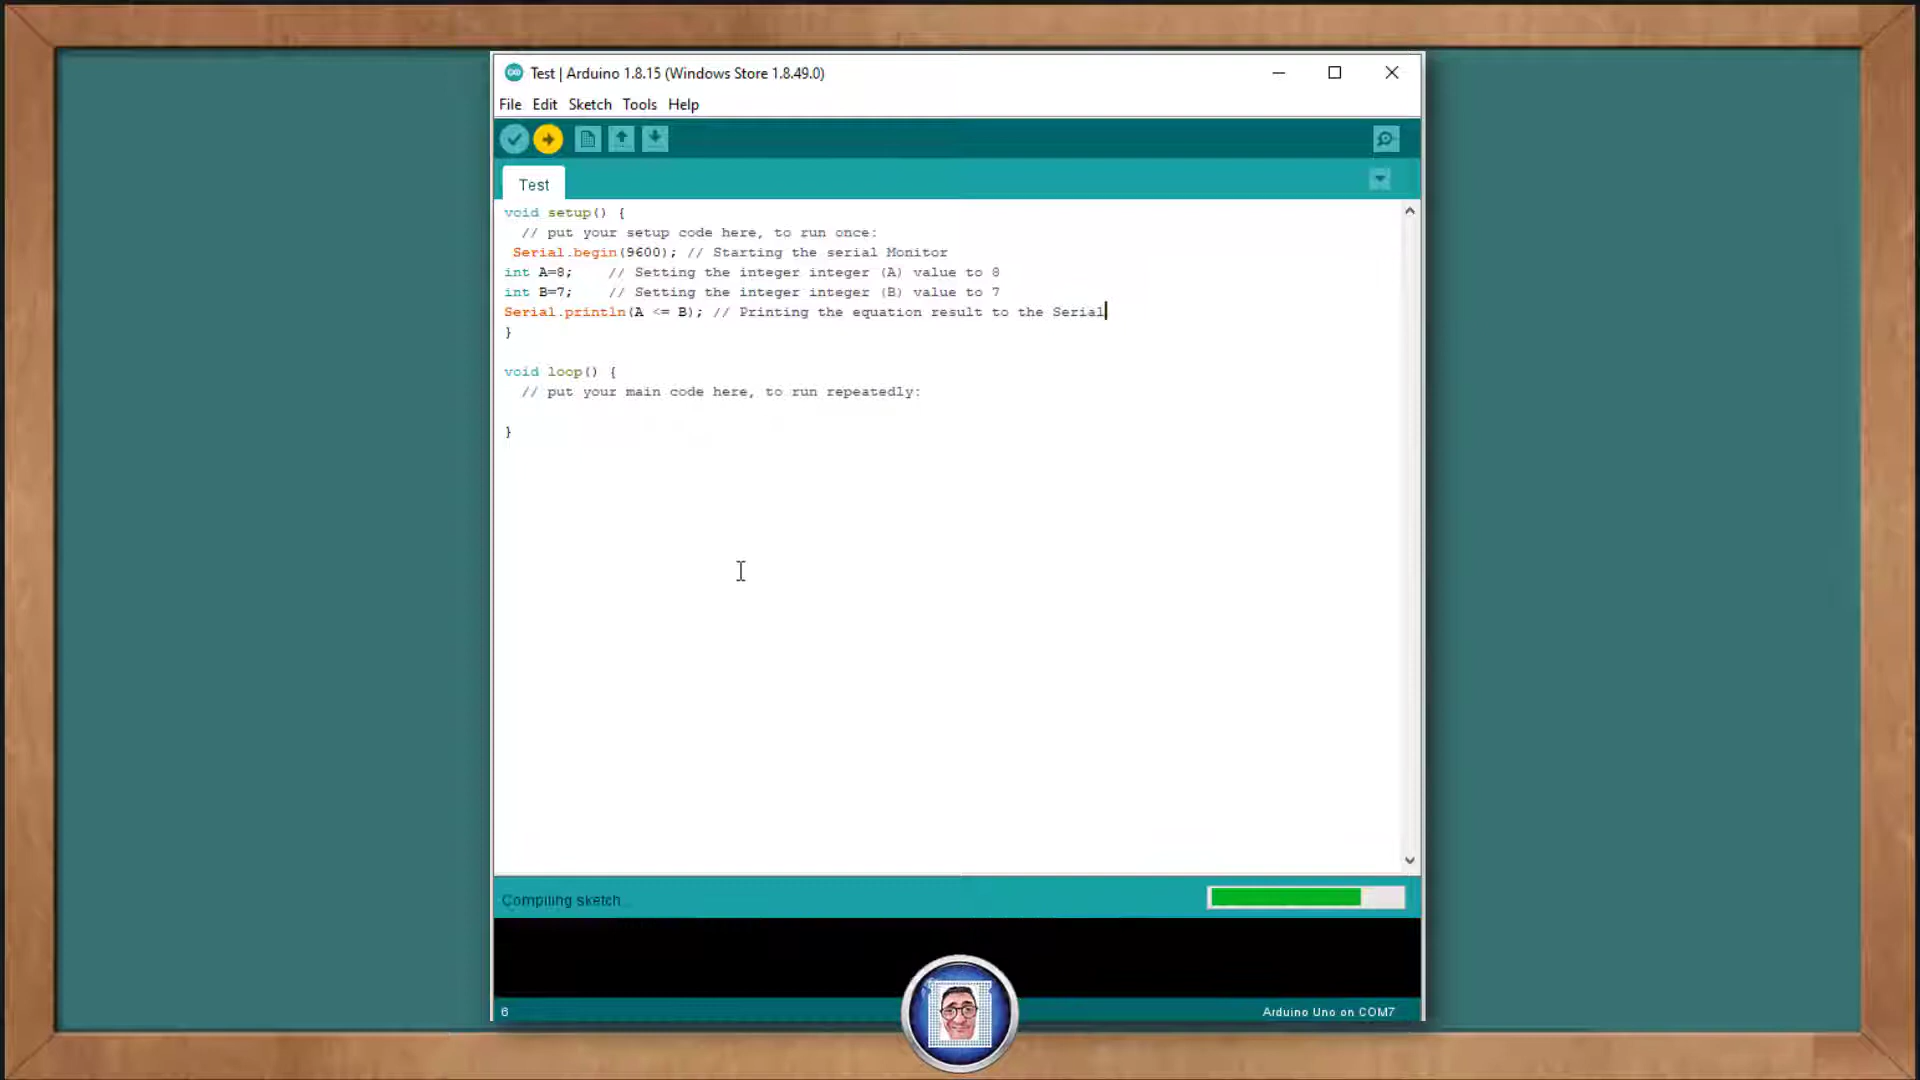 Test | Arduino 1.8.15 (Windows Store 1.8.49.0)
File Edit Sketch Tools Help
Test
void setup() {
// put your setup code here, to run once:
Serial.begin(9600); // Starting the serial Monitor
int A=8; // Setting the integer integer (A) value to 8
int B=7; // Setting the integer integer (B) value to 7
Serial.println(A <= B); // Printing the equation result to the Serial
}
void loop() {
// put your main code here, to run repeatedly:
}
Compiling sketch...
6 Arduino Uno on COM7